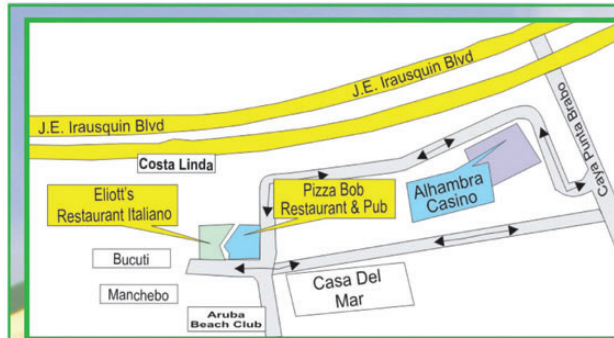 J.E. Irausquin Blvd
J.E. Irausquin Blvd
Caya Punta Brabo
Costa Linda
Eliott's
Restaurant Italiano
Pizza Bob
Restaurant & Pub
Alhambra
Casino
Bucuti
Manchebo
Casa Del
Mar
Aruba
Beach Club